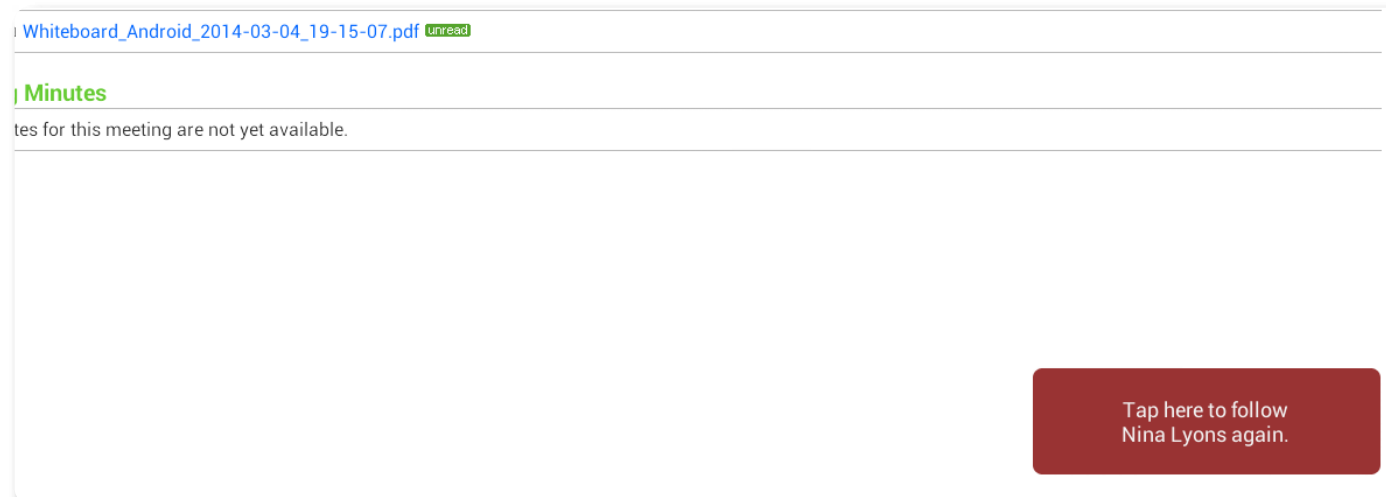 Whiteboard_Android_2014-03-04_19-15-07.pdf unread
Minutes
tes for this meeting are not yet available.
Tap here to follow
Nina Lyons again.